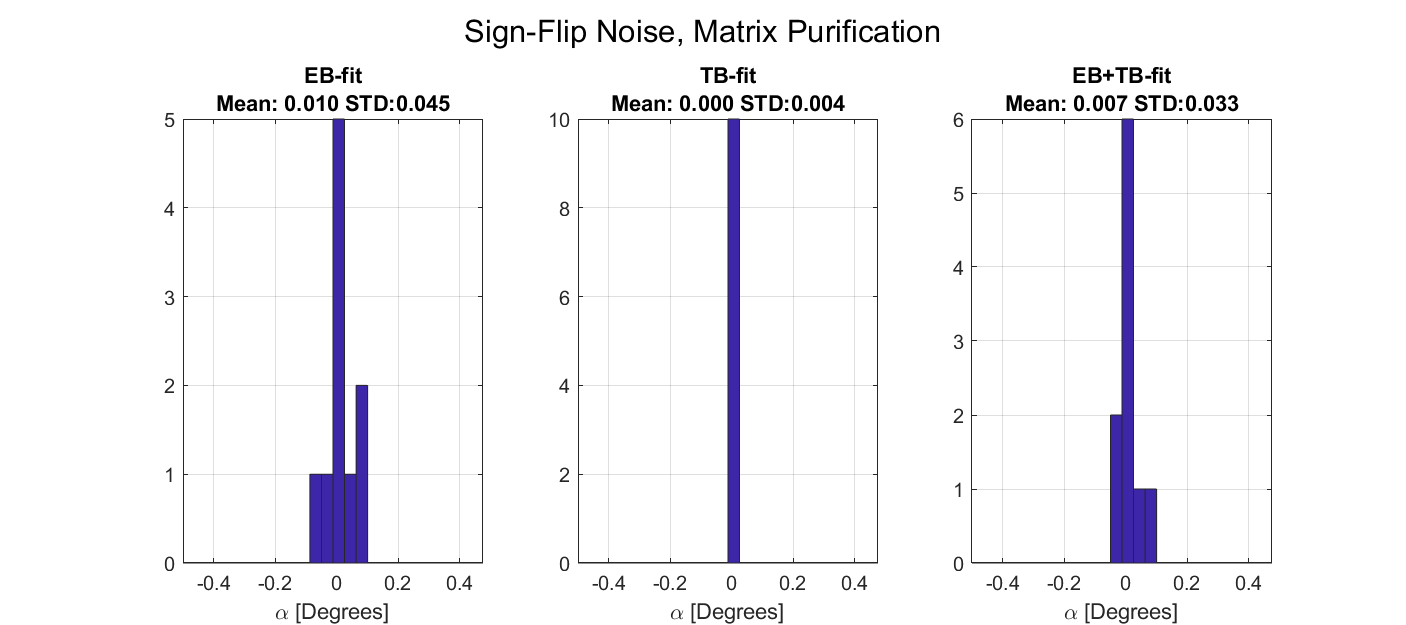 Sign-Flip Noise, Matrix Purification
EB-fit
Mean: 0.010 STD:0.045
5
4
3
2
1
0
-0.4 -0.2 0 0.2 0.4
α [Degrees]
TB-fit
Mean: 0.000 STD:0.004
10
8
6
4
2
0
-0.4 -0.2 0 0.2 0.4
α [Degrees]
EB+TB-fit
Mean: 0.007 STD:0.033
6
5
4
3
2
1
0
-0.4 -0.2 0 0.2 0.4
α [Degrees]